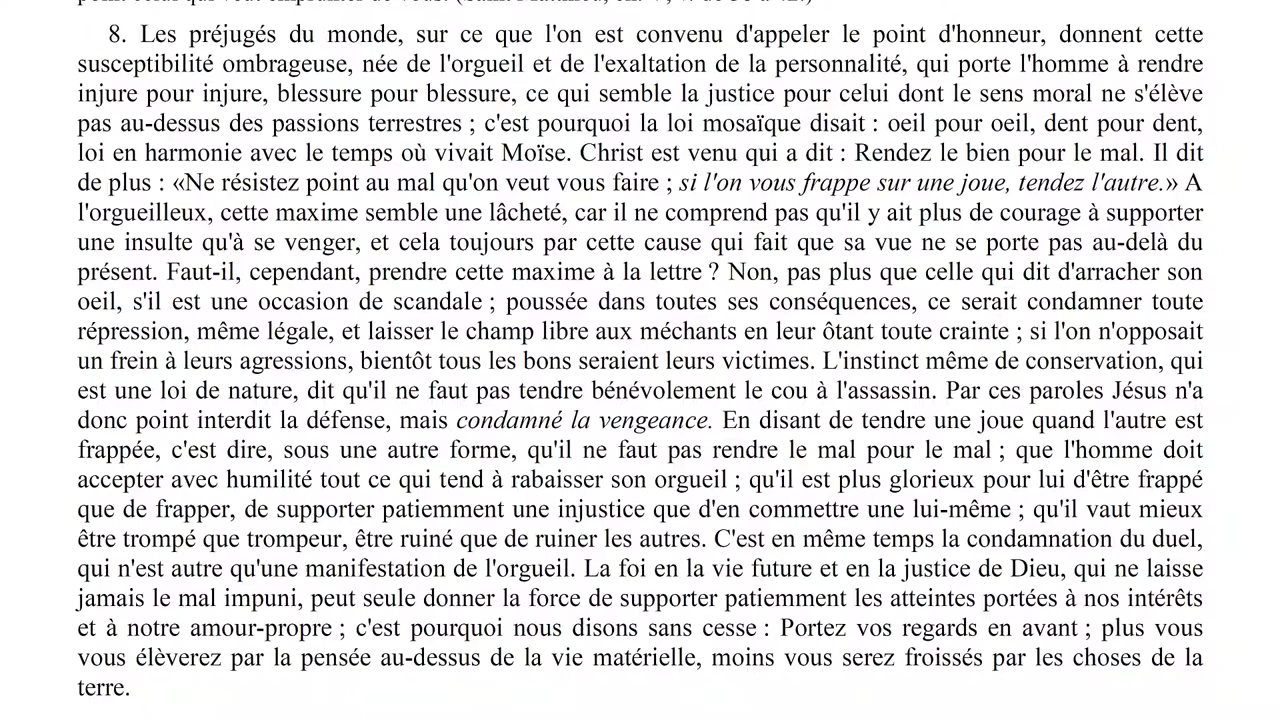 8. Les préjugés du monde, sur ce que l'on est convenu d'appeler le point d'honneur, donnent cette
susceptibilité ombrageuse, née de l'orgueil et de l'exaltation de la personnalité, qui porte l'homme à rendre
injure pour injure, blessure pour blessure, ce qui semble la justice pour celui dont le sens moral ne s'élève
pas au-dessus des passions terrestres ; c'est pourquoi la loi mosaïque disait : oeil pour oeil, dent pour dent,
loi en harmonie avec le temps où vivait Moïse. Christ est venu qui a dit : Rendez le bien pour le mal. Il dit
de plus : «Ne résistez point au mal qu'on veut vous faire ; si l'on vous frappe sur une joue, tendez l'autre.» A
l'orgueilleux, cette maxime semble une lâcheté, car il ne comprend pas qu'il y ait plus de courage à supporter
une insulte qu'à se venger, et cela toujours par cette cause qui fait que sa vue ne se porte pas au-delà du
présent. Faut-il, cependant, prendre cette maxime à la lettre ? Non, pas plus que celle qui dit d'arracher son
oeil, s'il est une occasion de scandale ; poussée dans toutes ses conséquences, ce serait condamner toute
répression, même légale, et laisser le champ libre aux méchants en leur ôtant toute crainte ; si l'on n'opposait
un frein à leurs agressions, bientôt tous les bons seraient leurs victimes. L'instinct même de conservation, qui
est une loi de nature, dit qu'il ne faut pas tendre bénévolement le cou à l'assassin. Par ces paroles Jésus n'a
donc point interdit la défense, mais condamné la vengeance. En disant de tendre une joue quand l'autre est
frappée, c'est dire, sous une autre forme, qu'il ne faut pas rendre le mal pour le mal ; que l'homme doit
accepter avec humilité tout ce qui tend à rabaisser son orgueil ; qu'il est plus glorieux pour lui d'être frappé
que de frapper, de supporter patiemment une injustice que d'en commettre une lui-même ; qu'il vaut mieux
être trompé que trompeur, être ruiné que de ruiner les autres. C'est en même temps la condamnation du duel,
qui n'est autre qu'une manifestation de l'orgueil. La foi en la vie future et en la justice de Dieu, qui ne laisse
jamais le mal impuni, peut seule donner la force de supporter patiemment les atteintes portées à nos intérêts
et à notre amour-propre ; c'est pourquoi nous disons sans cesse : Portez vos regards en avant ; plus vous
vous élèverez par la pensée au-dessus de la vie matérielle, moins vous serez froissés par les choses de la
terre.